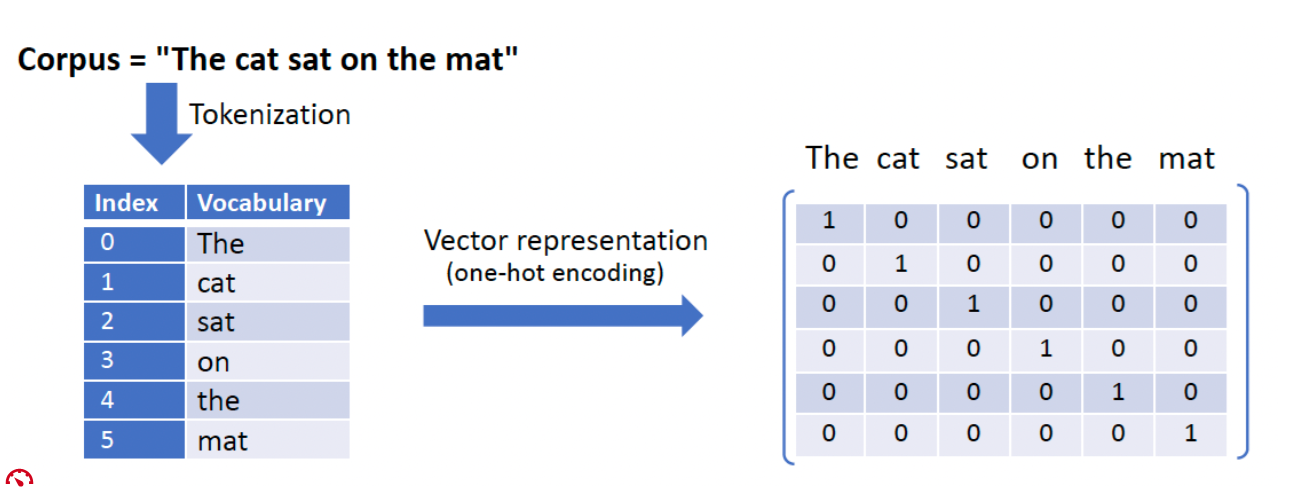 Corpus = "The cat sat on the mat"
Tokenization
Index Vocabulary
0 The
1 cat
2 sat
3 on
4 the
5 mat
Vector representation
(one-hot encoding)
The cat sat on the mat
1 0 0 0 0 0
0 1 0 0 0 0
0 0 1 0 0 0
0 0 0 1 0 0
0 0 0 0 1 0
0 0 0 0 0 1